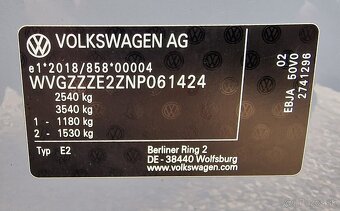 VOLKSWAGEN AG
e1*2018/858*00004
WVGZZZE2ZNP061424
2540 kg
3540 kg
1 - 1180 kg
2 - 1530 kg
Typ E2
Berliner Ring 2
DE - 38440 Wolfsburg
www.volkswagen.com
02
EBJA 50V0
2741296